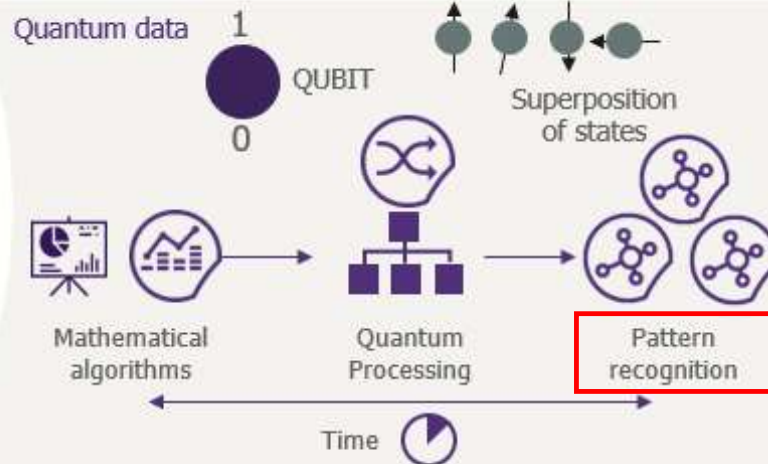 Quantum data
1
QUBIT
0
Superposition
of states
Mathematical
algorithms
Quantum
Processing
Pattern
recognition
Time